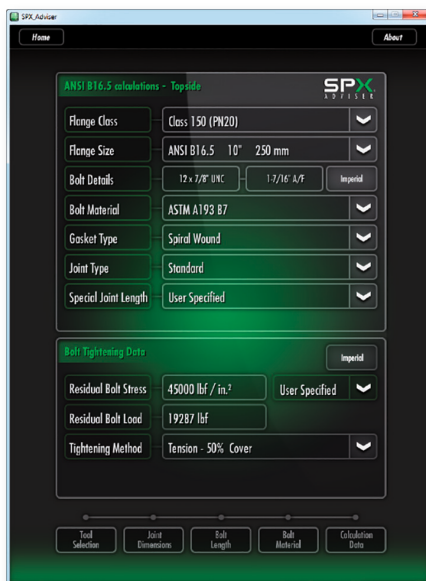 SPX_Adviser
Home
About
ANSI B16.5 calculations - Topside
SPX
ADVISER
Flange Class
Class 150 (PN20)
Flange Size
ANSI B16.5 10" 250 mm
Bolt Details
12 x 7/8" UNC
1-7/16" A/F
Imperial
Bolt Material
ASTM A193 B7
Gasket Type
Spiral Wound
Joint Type
Standard
Special Joint Length
User Specified
Bolt Tightening Data
Imperial
Residual Bolt Stress
45000 lbf / in.²
User Specified
Residual Bolt Load
19287 lbf
Tightening Method
Tension - 50% Cover
Tool
Selection
Joint
Dimensions
Bolt
Length
Bolt
Material
Calculation
Data